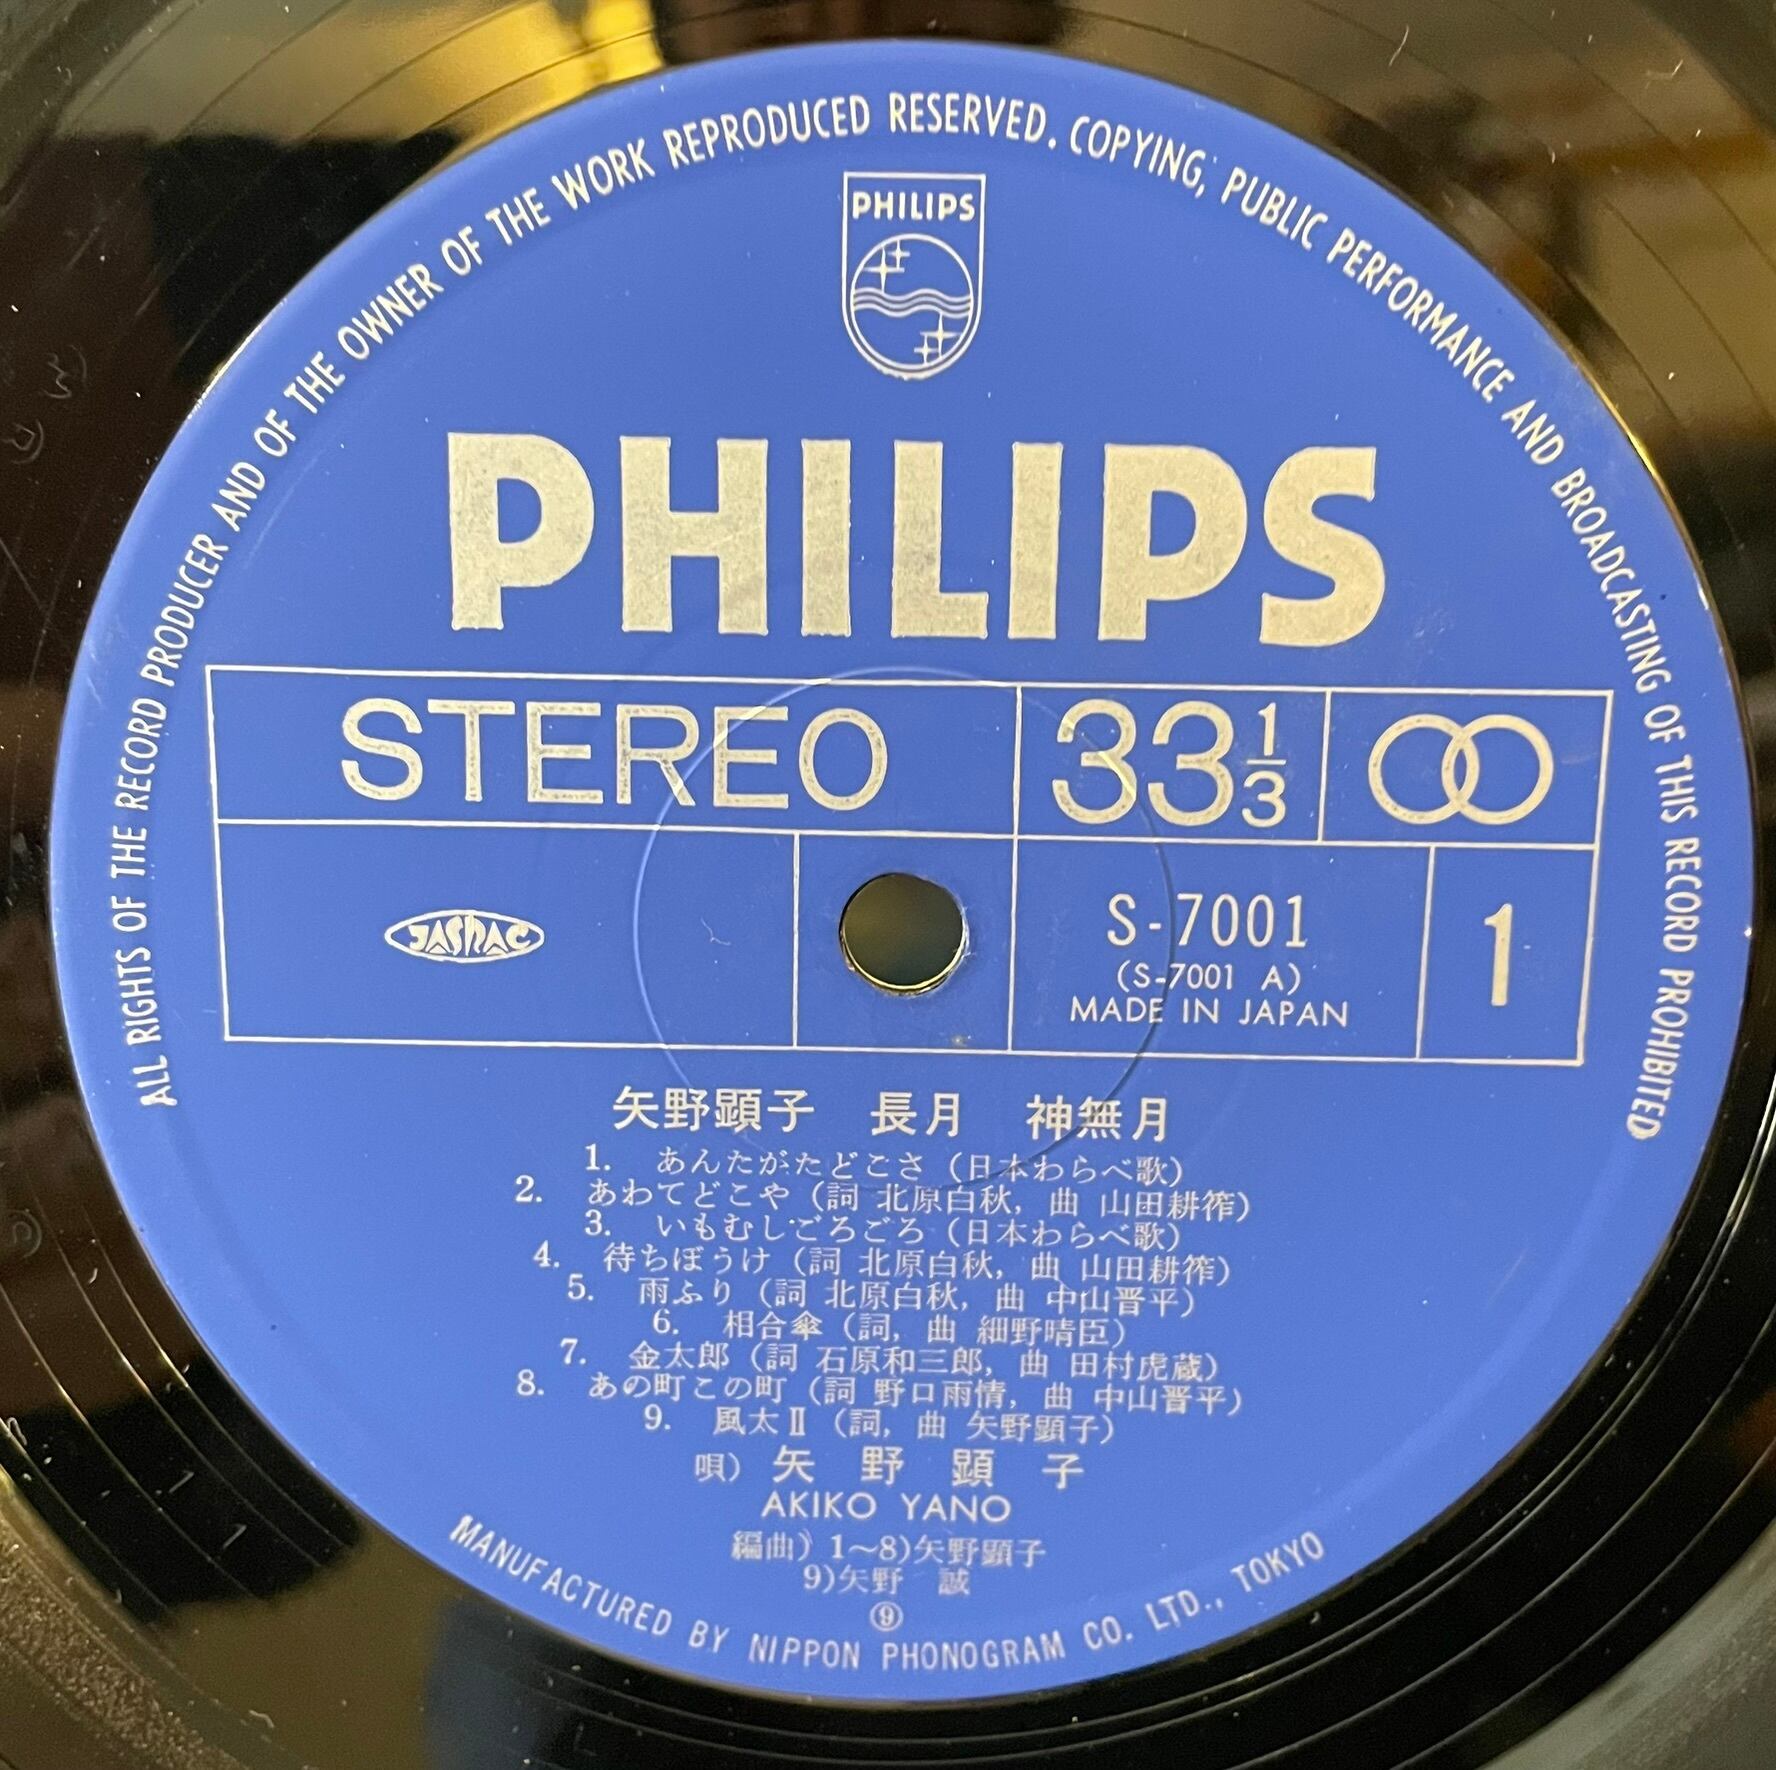 ALL RIGHTS OF THE RECORD PRODUCER AND OF THE OWNER OF THE WORK REPRODUCED RESERVED. COPYING, PUBLIC PERFORMANCE AND BROADCASTING OF THIS RECORD PROHIBITED
PHILIPS
PHILIPS
STEREO
33 1/3
JASRAC
S-7001
(S-7001 A)
MADE IN JAPAN
1
矢野顕子 長月 神無月
1. あんたがたどこさ (日本わらべ歌)
2. あわてどこや (詞 北原白秋, 曲 山田耕筰)
3. いもむしごろごろ (日本わらべ歌)
4. 待ちぼうけ (詞 北原白秋, 曲 山田耕筰)
5. 雨ふり (詞 北原白秋, 曲 中山晋平)
6. 相合傘 (詞, 曲 細野晴臣)
7. 金太郎 (詞 石原和三郎, 曲 田村虎蔵)
8. あの町この町 (詞 野口雨情, 曲 中山晋平)
9. 風太Ⅱ (詞, 曲 矢野顕子)
唄) 矢野顕子
AKIKO YANO
編曲) 1〜8)矢野顕子
9)矢野 誠
⑨
MANUFACTURED BY NIPPON PHONOGRAM CO. LTD., TOKYO